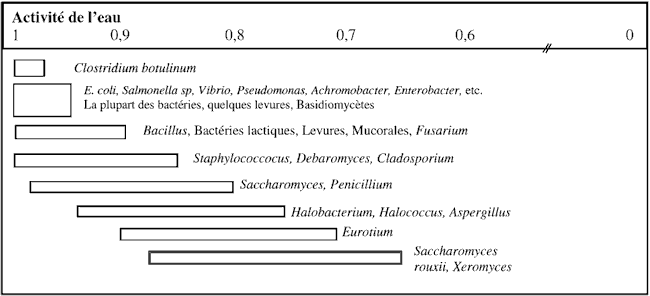 Activité de l'eau
1 0,9 0,8 0,7 0,6 0
Clostridium botulinum
E. coli, Salmonella sp, Vibrio, Pseudomonas, Achromobacter, Enterobacter, etc.
La plupart des bactéries, quelques levures, Basidiomycètes
Bacillus, Bactéries lactiques, Levures, Mucorales, Fusarium
Staphylococcocus, Debaromyces, Cladosporium
Saccharomyces, Penicillium
Halobacterium, Halococcus, Aspergillus
Eurotium
Saccharomyces
rouxii, Xeromyces